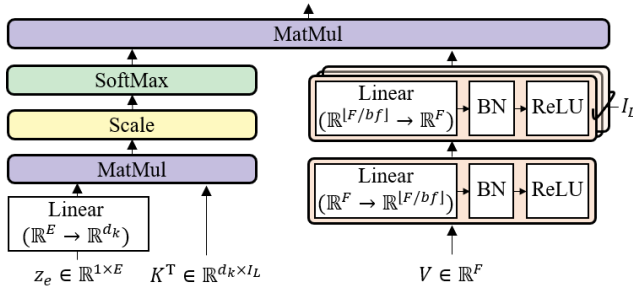 MatMul
SoftMax
Scale
MatMul
Linear
(ℝ^E → ℝ^{d_k})
z_e ∈ ℝ^{1×E}
K^T ∈ ℝ^{d_k×I_L}
Linear
(ℝ^{⌊F/bf⌋} → ℝ^F)
BN
ReLU
I_L
Linear
(ℝ^F → ℝ^{⌊F/bf⌋})
BN
ReLU
V ∈ ℝ^F